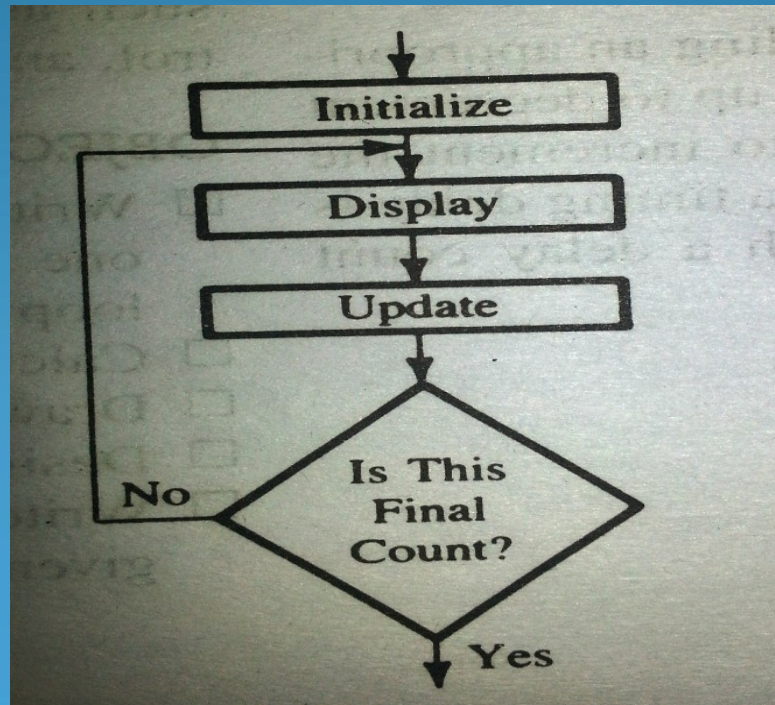 Initialize
Display
Update
Is This
Final
Count?
No
Yes